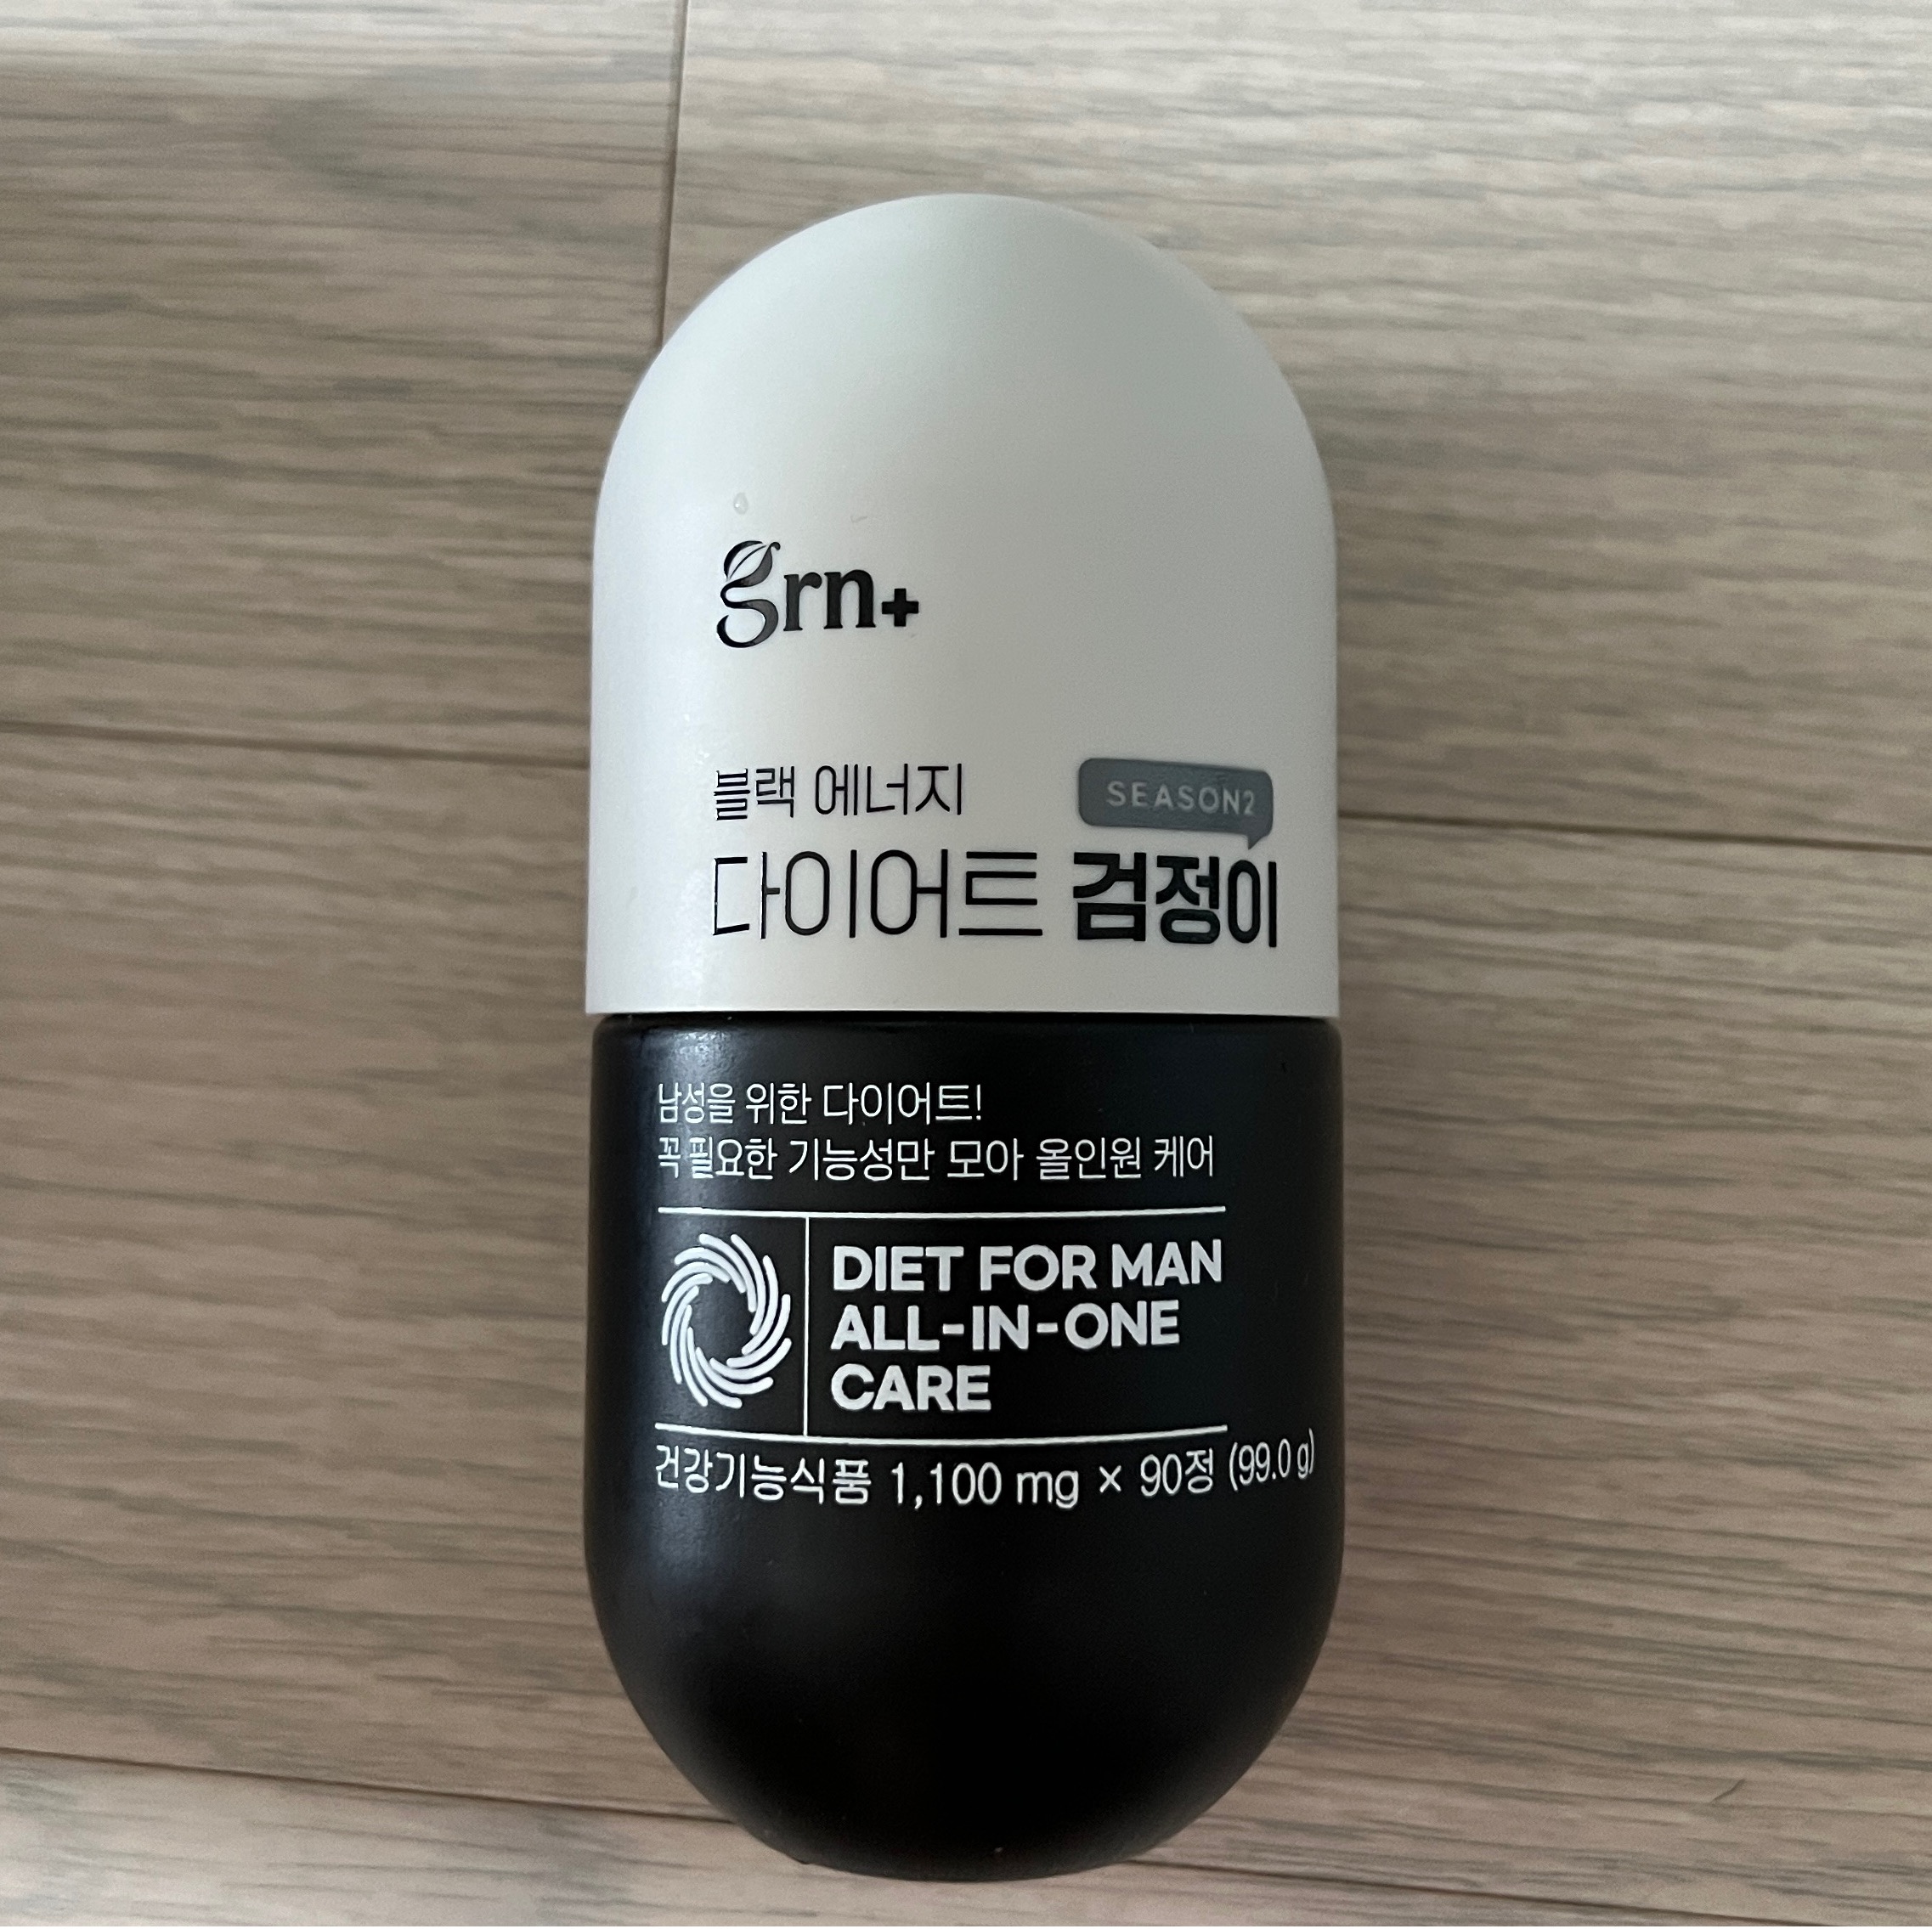 grn+
블랙 에너지
SEASON2
다이어트 검정이
남성을 위한 다이어트!
꼭 필요한 기능성만 모아 올인원 케어
DIET FOR MAN
ALL-IN-ONE
CARE
건강기능식품 1,100 mg × 90정 (99.0 g)